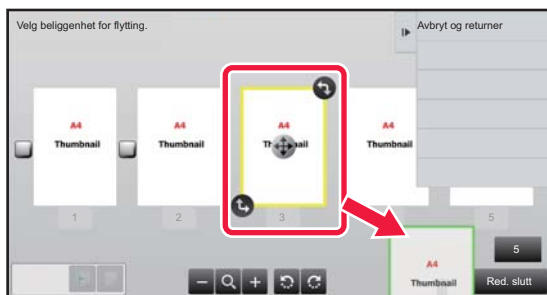 Velg beliggenhet for flytting.
Avbryt og returner
A4
Thumbnail
A4
Thumbnail
A4
Thumbnail
A4
Thumbnail
1
2
3
5
5
A4
Thumbnail
Red. slutt